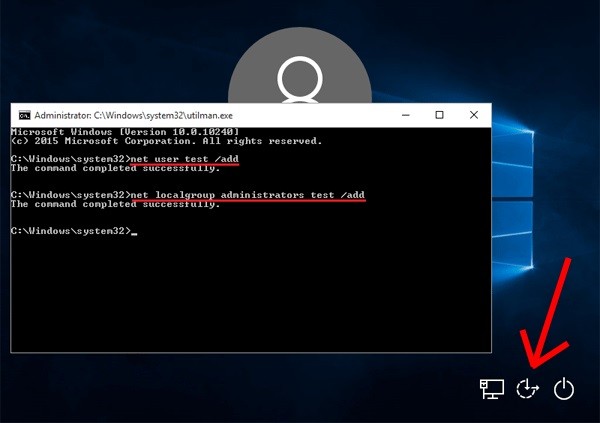 Administrator: C:\Windows\system32\utilman.exe
Microsoft Windows [Version 10.0.10240]
(c) 2015 Microsoft Corporation. All rights reserved.
C:\Windows\system32>net user test /add
The command completed successfully.
C:\Windows\system32>net localgroup administrators test /add
The command completed successfully.
C:\Windows\system32>_